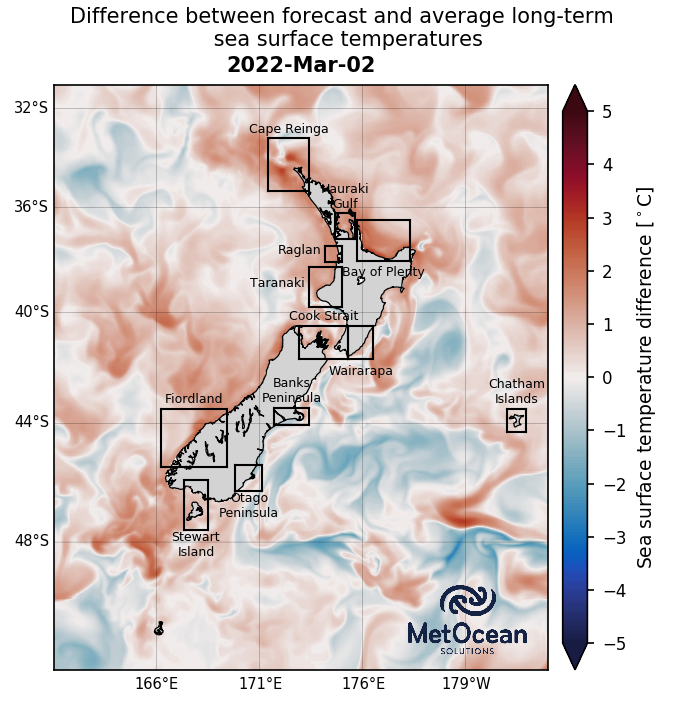 Difference between forecast and average long-term
sea surface temperatures
2022-Mar-02
32°S
36°S
40°S
44°S
48°S
Cape Reinga
Hauraki
Gulf
Raglan
Bay of Plenty
Taranaki
Cook Strait
Wairarapa
Banks
Peninsula
Fiordland
Chatham
Islands
Otago
Peninsula
Stewart
Island
MetOcean
SOLUTIONS
166°E
171°E
176°E
179°W
5
4
3
2
1
0
−1
−2
−3
−4
−5
Sea surface temperature difference [°C]